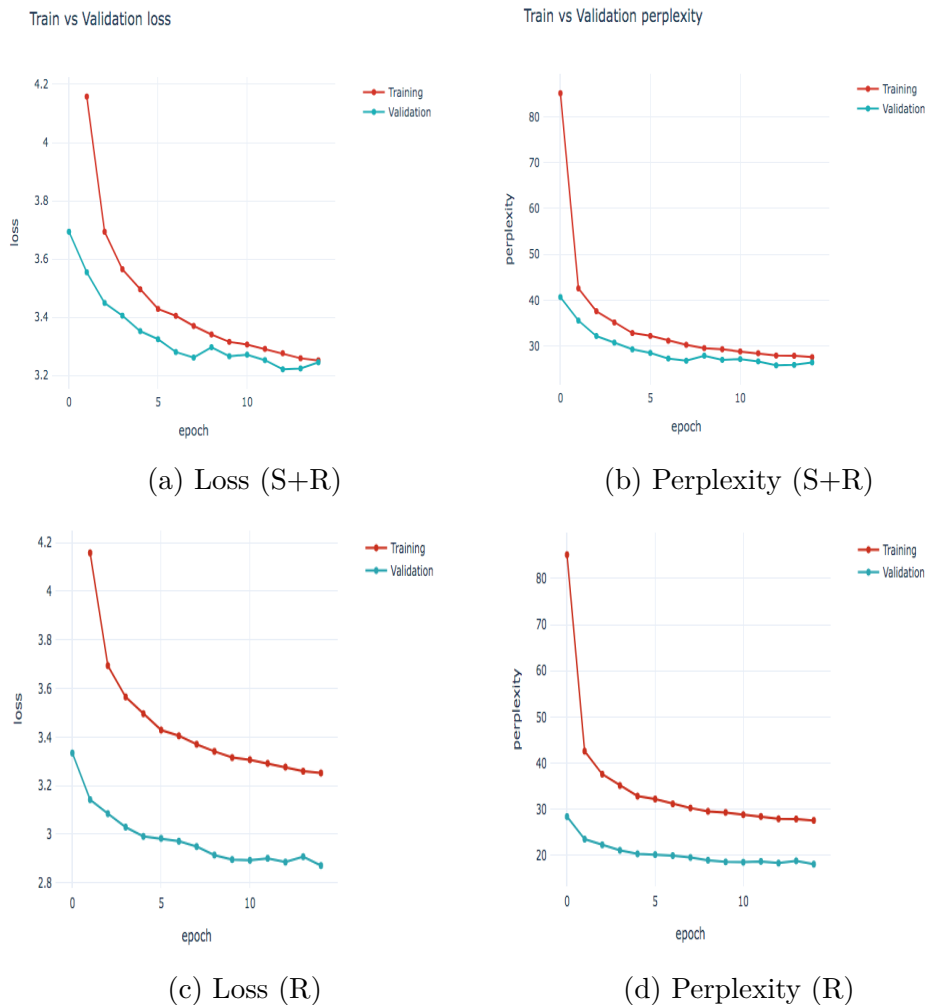 Train vs Validation loss
4.2
4
3.8
3.6
3.4
3.2
0
5
10
loss
epoch
Training
Validation
(a) Loss (S+R)
Train vs Validation perplexity
80
70
60
50
40
30
0
5
10
perplexity
epoch
Training
Validation
(b) Perplexity (S+R)
4.2
4
3.8
3.6
3.4
3.2
3
2.8
0
5
10
loss
epoch
Training
Validation
(c) Loss (R)
80
70
60
50
40
30
20
0
5
10
perplexity
epoch
Training
Validation
(d) Perplexity (R)